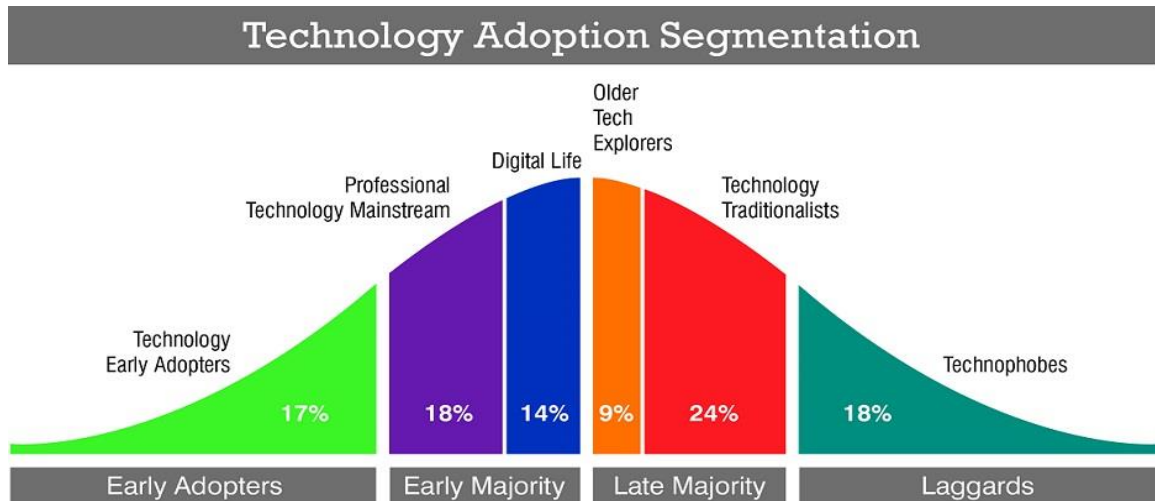 Technology Adoption Segmentation
Older
Tech
Explorers
Digital Life
Professional
Technology Mainstream
Technology
Traditionalists
Technology
Early Adopters
Technophobes
17%
18%
14%
9%
24%
18%
Early Adopters
Early Majority
Late Majority
Laggards